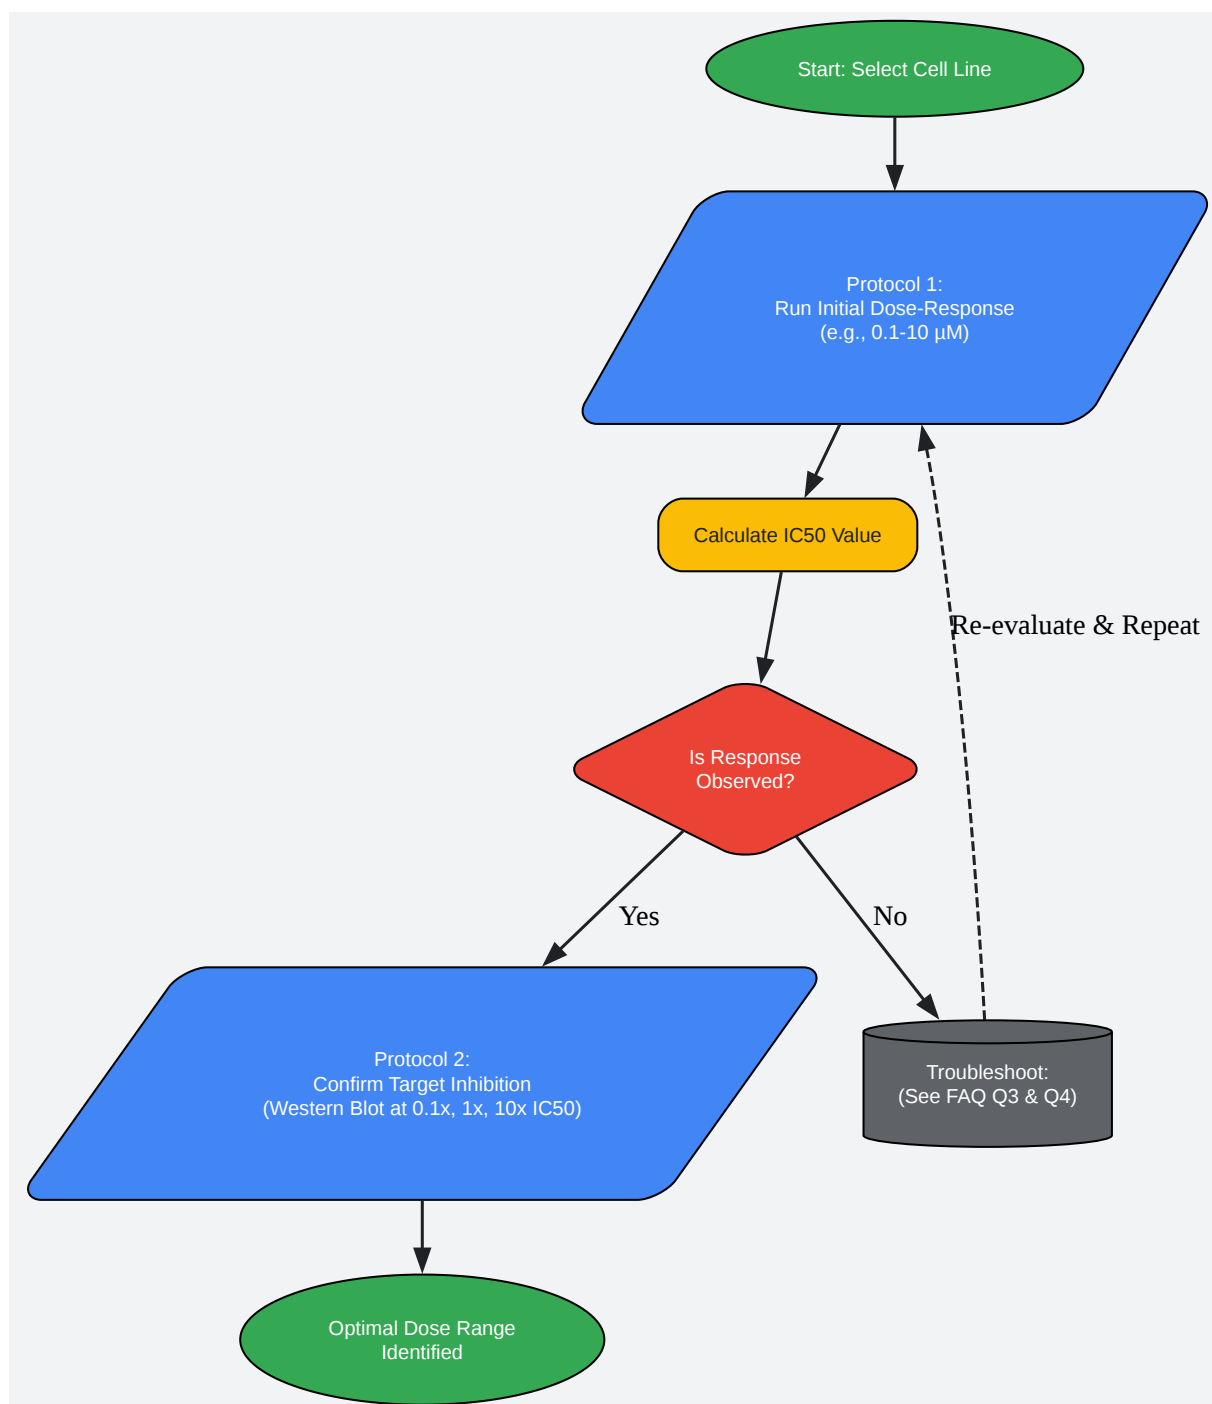 Start: Select Cell Line
Protocol 1:
Run Initial Dose-Response
(e.g., 0.1-10 µM)
Calculate IC50 Value
Re-evaluate & Repeat
Is Response
Observed?
Yes
No
Protocol 2:
Confirm Target Inhibition
(Western Blot at 0.1x, 1x, 10x IC50)
Troubleshoot:
(See FAQ Q3 & Q4)
Optimal Dose Range
Identified